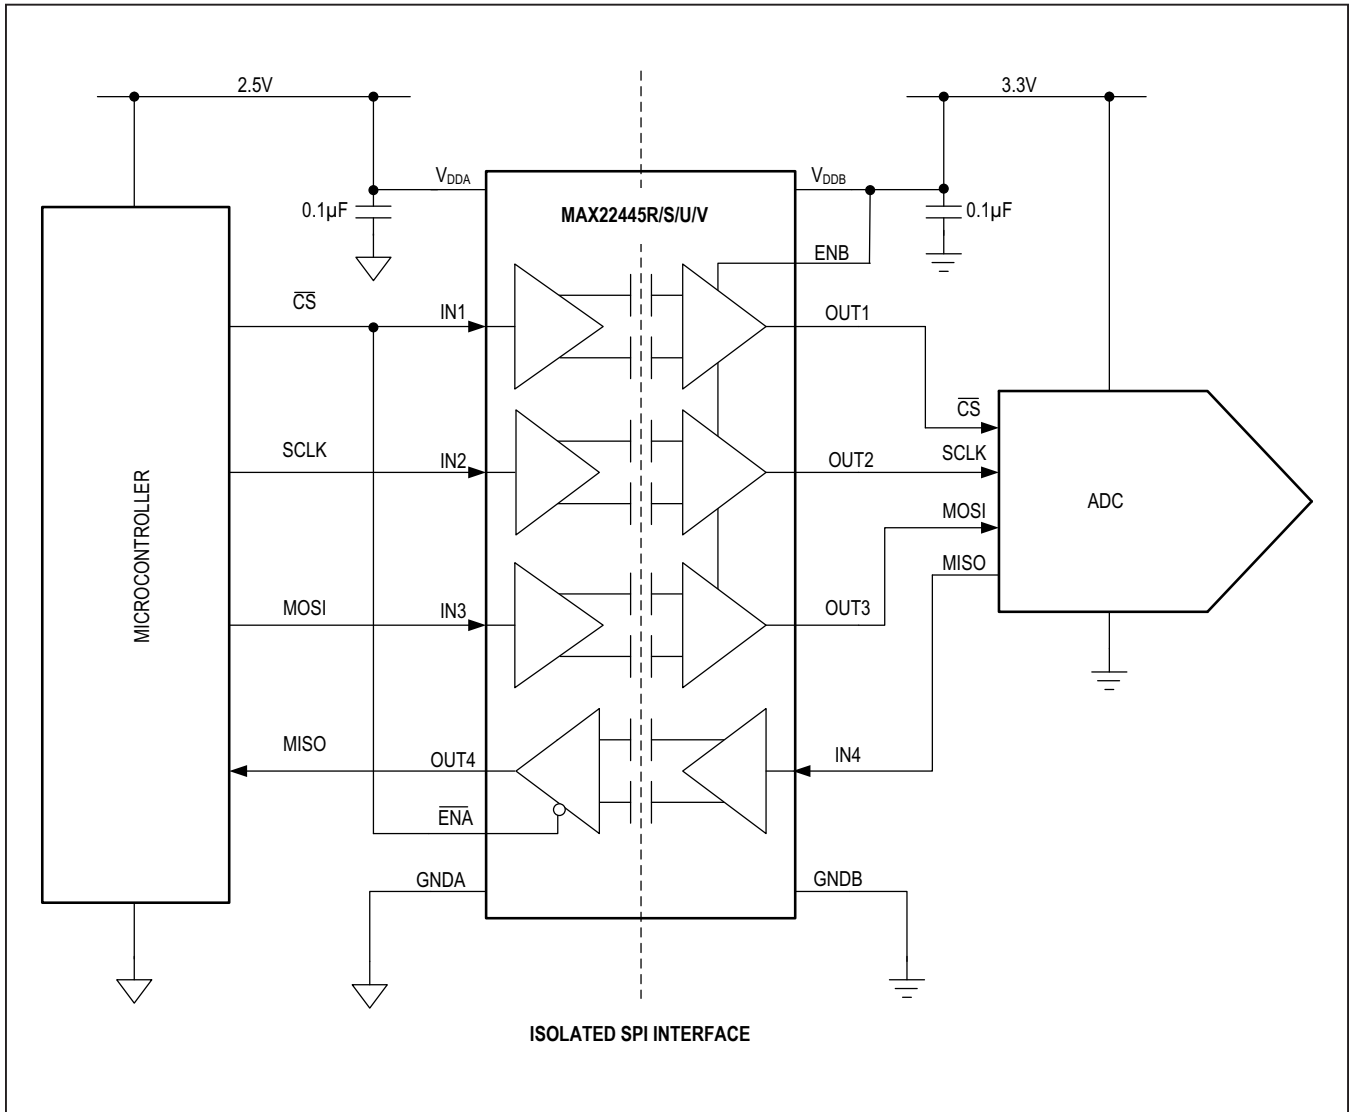 2.5V
3.3V
VDDA
VDDB
0.1µF
MAX22445R/S/U/V
0.1µF
ENB
CS
IN1
OUT1
CS
SCLK
IN2
OUT2
SCLK
MICROCONTROLLER
ADC
MOSI
MISO
MOSI
IN3
OUT3
MISO
OUT4
IN4
ENA
GNDA
GNDB
ISOLATED SPI INTERFACE